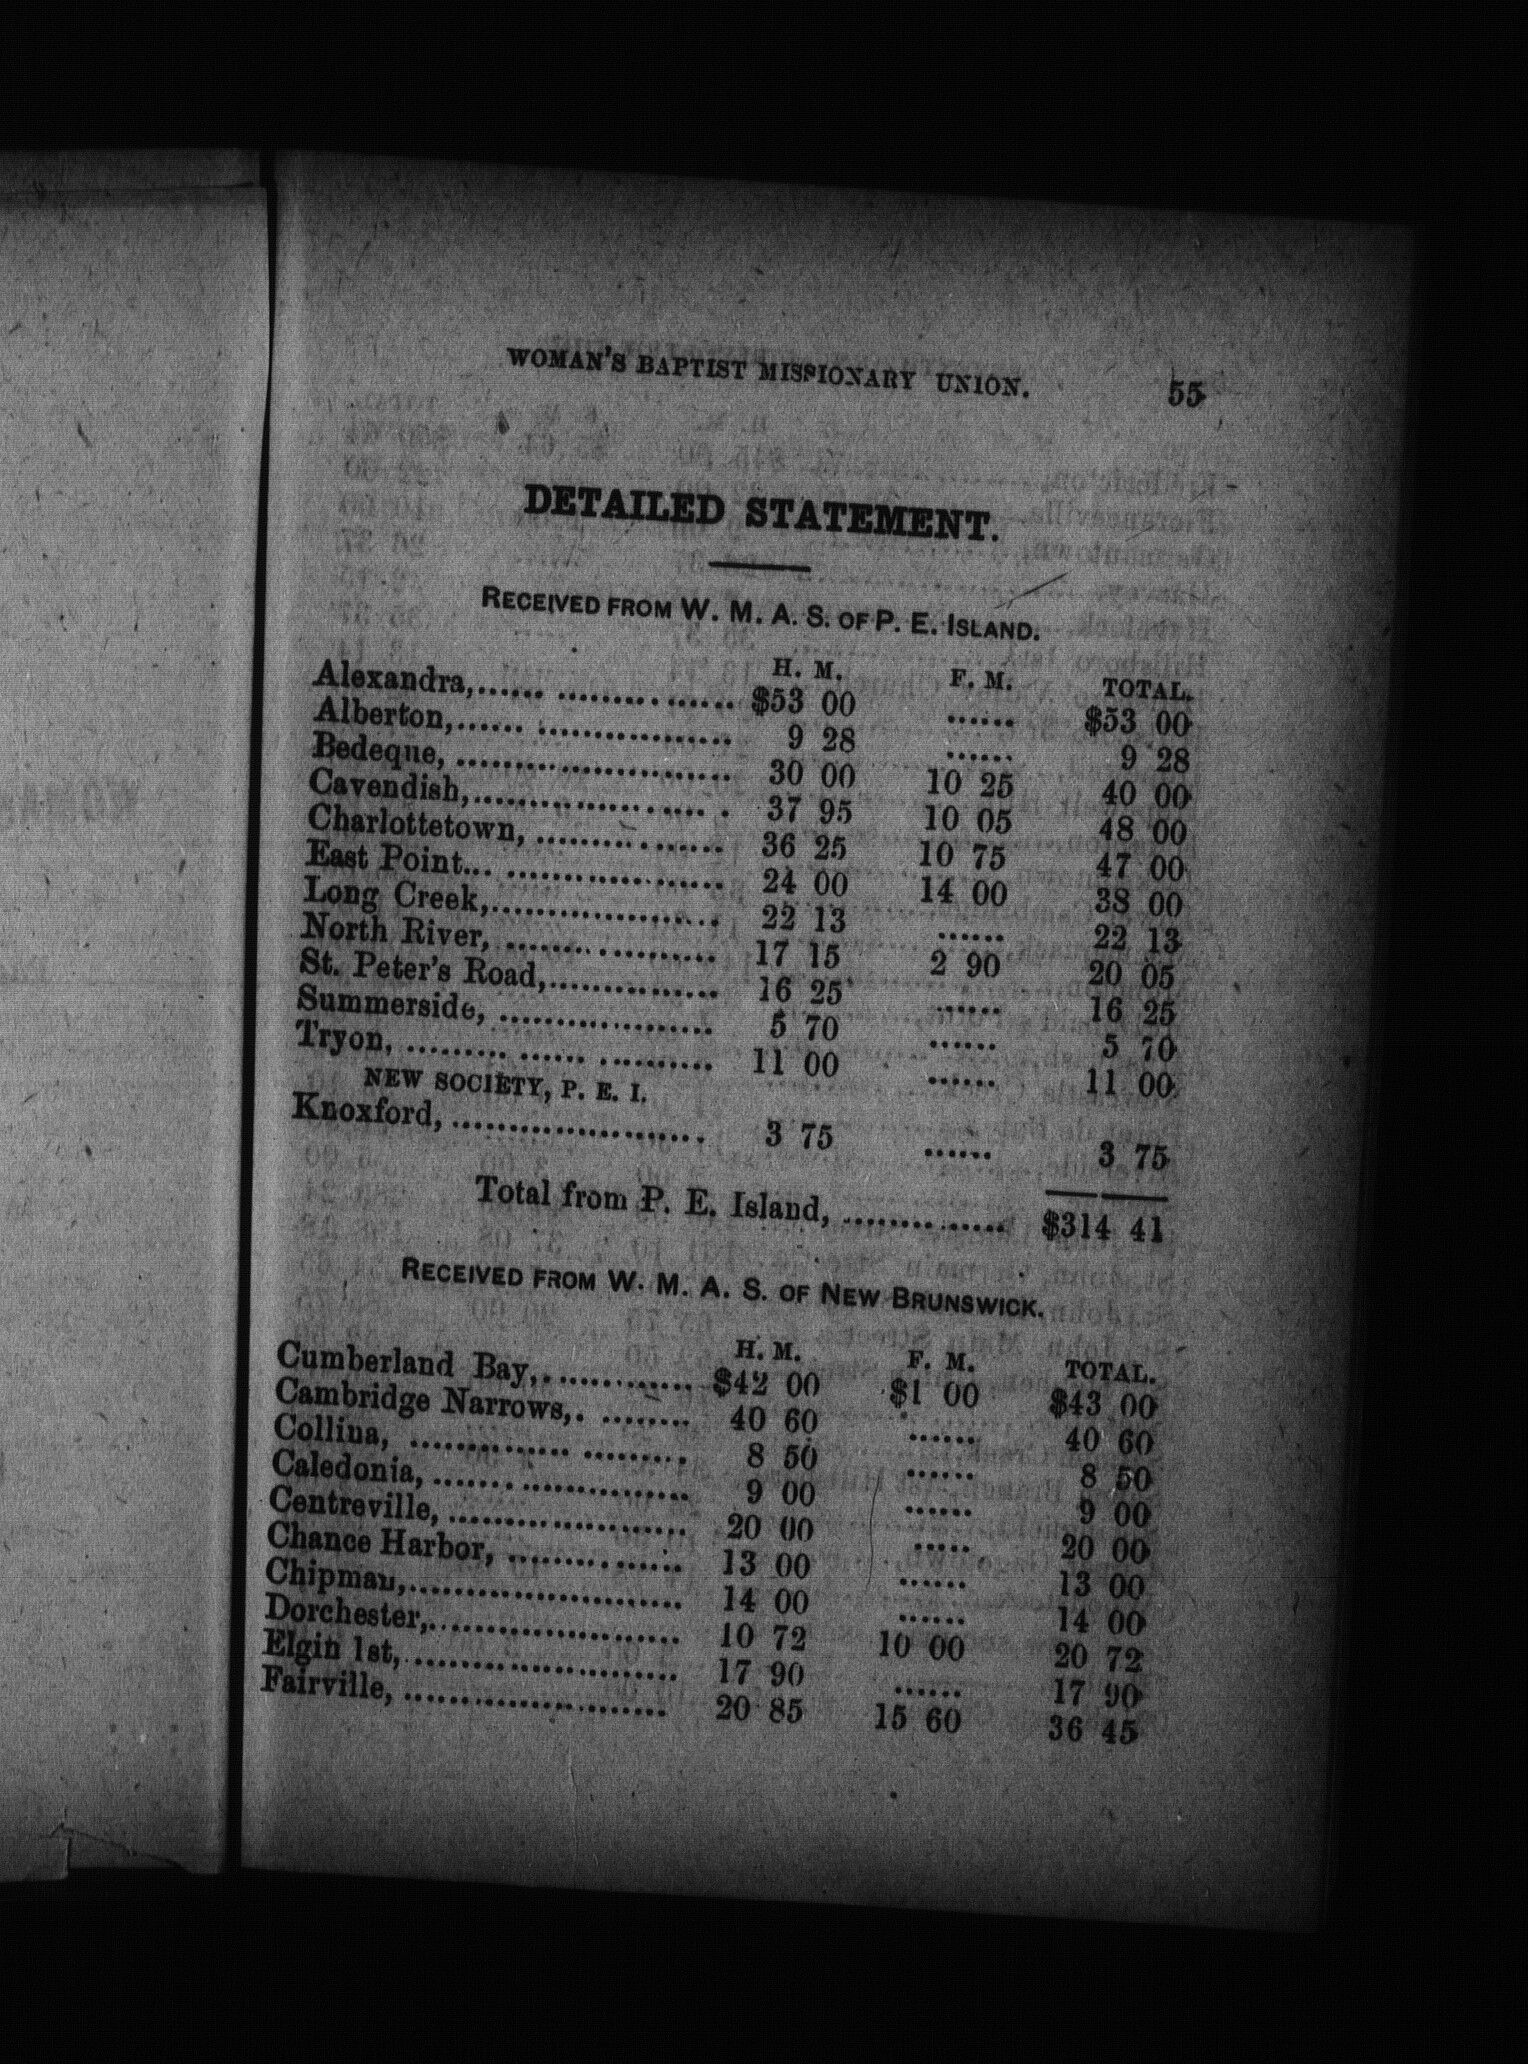 WOMAN'S BAPTIST MISSIONARY UNION. 55
DETAILED STATEMENT.
RECEIVED FROM W. M. A. S. OF P. E. ISLAND.
H. M. F. M. TOTAL.
Alexandra,...... ......... ...... $53 00 ...... $53 00
Alberton,...... ................. 9 28 ...... 9 28
Bedeque, ........................ 30 00 10 25 40 00
Cavendish,..................... . 37 95 10 05 48 00
Charlottetown, ................. 36 25 10 75 47 00
East Point... ................... 24 00 14 00 38 00
Long Creek,.................... 22 13 ...... 22 13
North River, ................... 17 15 2 90 20 05
St. Peter's Road,............... 16 25 ...... 16 25
Summerside, ................... 5 70 ...... 5 70
Tryon, ......... ...... .......... 11 00 ...... 11 00
NEW SOCIETY, P. E. I.
Knoxford, ...................... 3 75 ...... 3 75
Total from P. E. Island, .............. $314 41
RECEIVED FROM W. M. A. S. OF NEW BRUNSWICK.
H. M. F. M. TOTAL.
Cumberland Bay,.............. $42 00 $1 00 $43 00
Cambridge Narrows,. ........ 40 60 ...... 40 60
Collina, .............. ......... 8 50 ...... 8 50
Caledonia, ...................... 9 00 ...... 9 00
Centreville, ..................... 20 00 ..... 20 00
Chance Harbor, ............... 13 00 ...... 13 00
Chipman,........................ 14 00 ...... 14 00
Dorchester,...................... 10 72 10 00 20 72
Elgin 1st,........................ 17 90 ...... 17 90
Fairville, ....................... 20 85 15 60 36 45